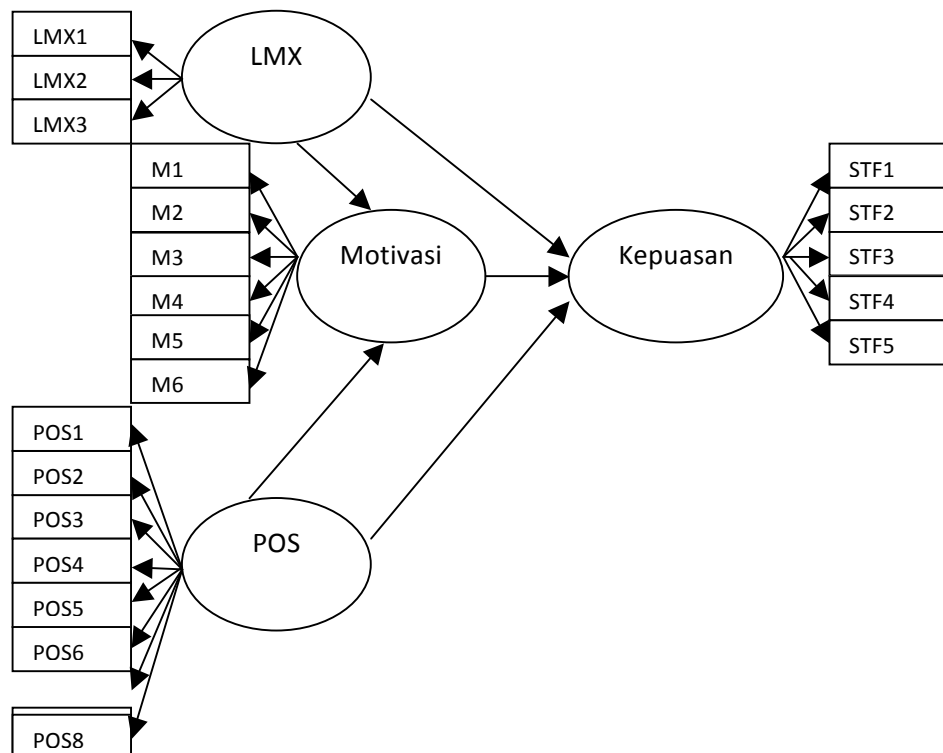 LMX1
LMX2
LMX3
LMX
M1
M2
M3
M4
M5
M6
Motivasi
Kepuasan
STF1
STF2
STF3
STF4
STF5
POS1
POS2
POS3
POS4
POS5
POS6
POS8
POS